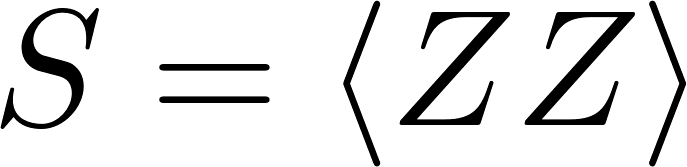 S = ⟨ZZ⟩